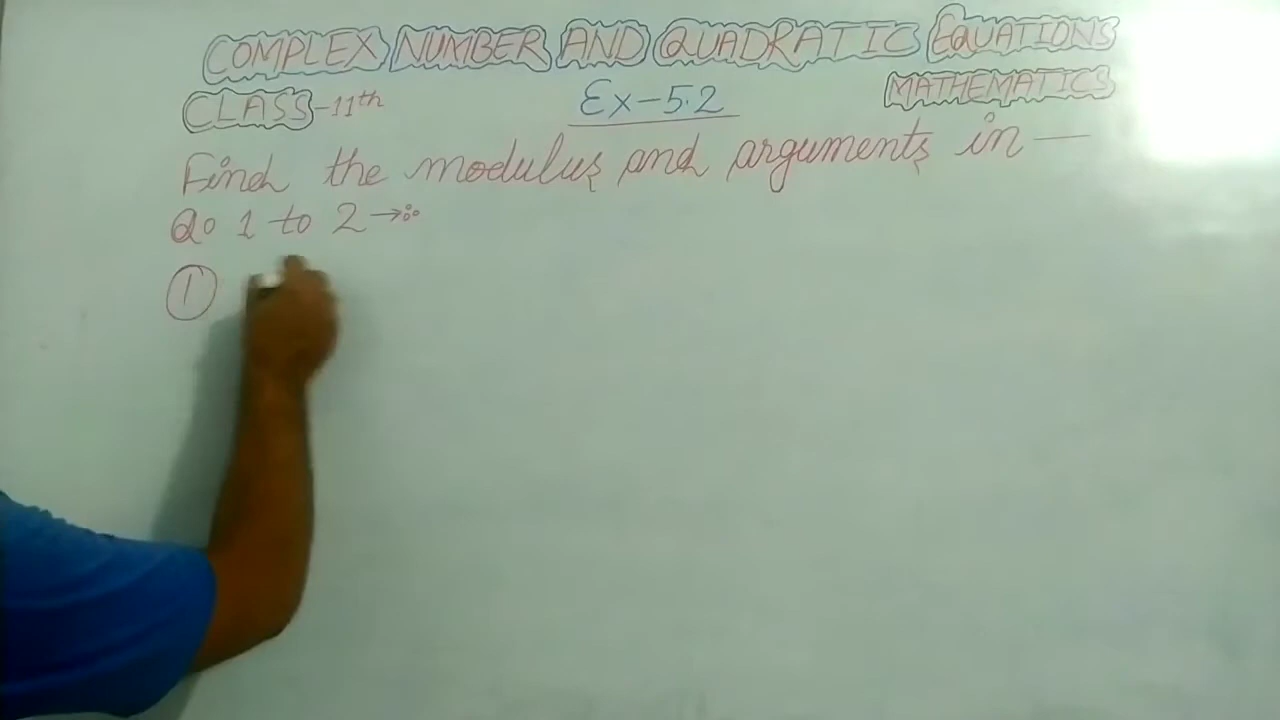 COMPLEX NUMBER AND QUADRATIC EQUATIONS
CLASS-11th Ex-5.2 MATHEMATICS
Find the modulus and arguments in —
Q. 1 to 2 →
1